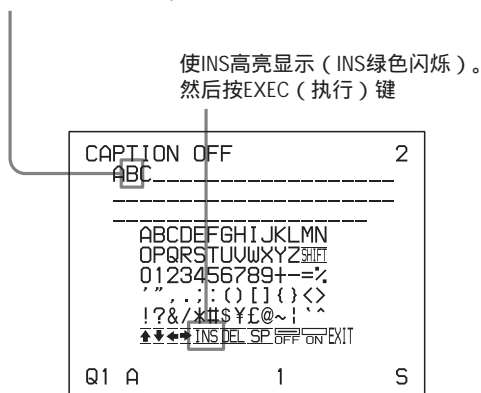 使INS高亮显示（INS绿色闪烁）。
然后按EXEC（执行）键
CAPTION OFF 2
ABC_ _ _ _ _ _ _ _ _ _ _ _ _ _ _ _ _
_ _ _ _ _ _ _ _ _ _ _ _ _ _ _ _ _ _ _ _
_ _ _ _ _ _ _ _ _ _ _ _ _ _ _ _ _ _
ABCDEFGHIJKLMN
OPQRSTUVWXYZ SHIFT
0123456789+-=%
'",.;:()[]{}<>
!?&/*#$¥£@~¦`^
↑↓←→ INS DEL SP OFF ON EXIT
Q1 A 1 S